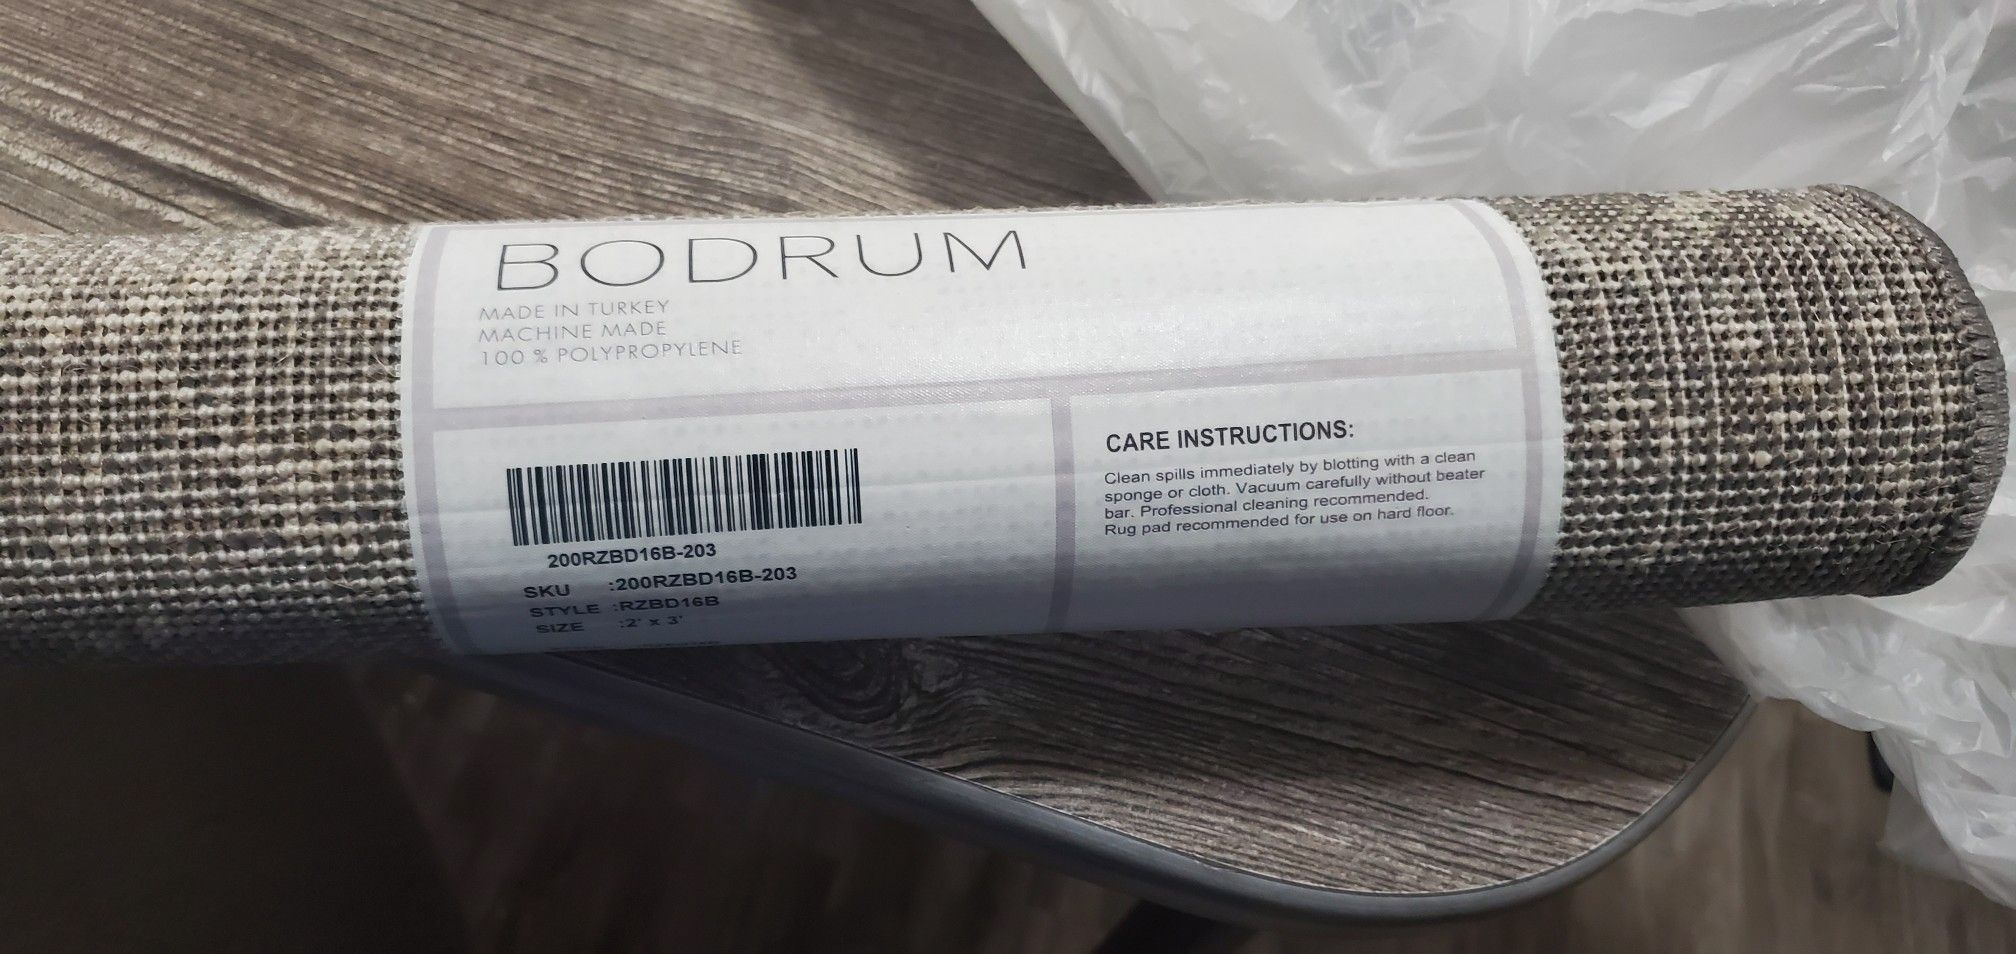 BODRUM
MADE IN TURKEY
MACHINE MADE
100 % POLYPROPYLENE
200RZBD16B-203
SKU :200RZBD16B-203
STYLE :RZBD16B
SIZE :2' x 3'
CARE INSTRUCTIONS:
Clean spills immediately by blotting with a clean
sponge or cloth. Vacuum carefully without beater
bar. Professional cleaning recommended.
Rug pad recommended for use on hard floor.